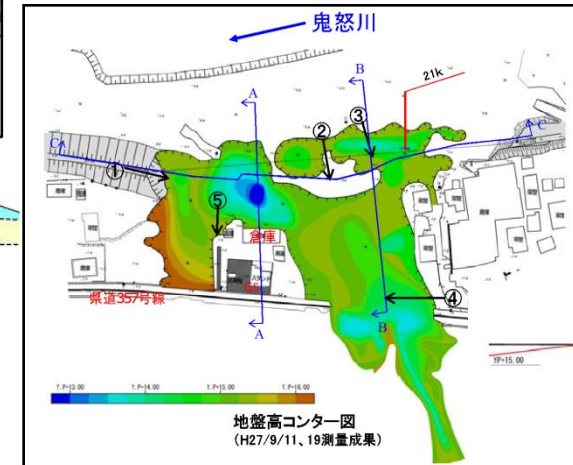 鬼怒川
21k
B
A
③
②
C
C
①
⑤
倉庫
GS
県道357号線
④
A
B
YP=15.00
Y.P=13.00 Y.P=14.00 Y.P=15.00 Y.P=16.00
地盤高コンター図
(H27/9/11、19測量成果)